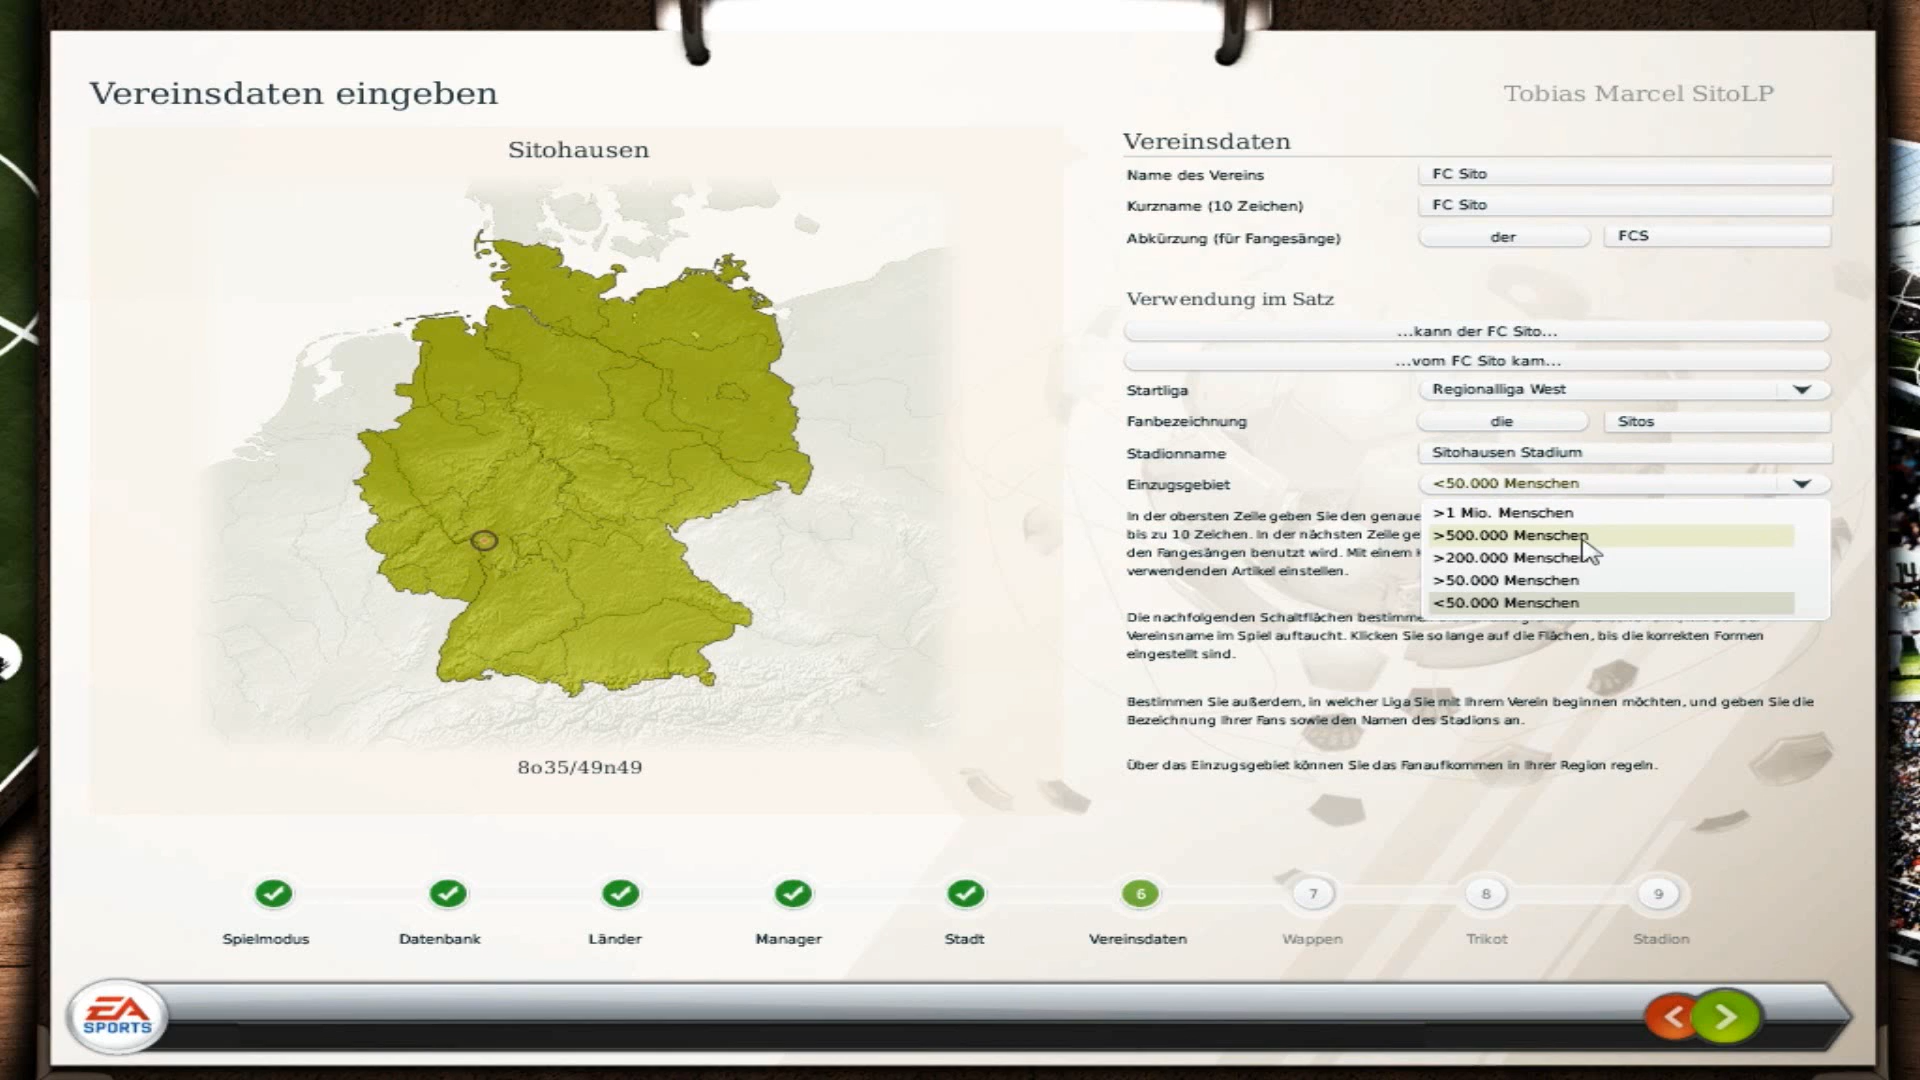 Vereinsdaten eingeben
Tobias Marcel SitoLP
Sitohausen
8o35/49n49
Vereinsdaten
Name des Vereins
FC Sito
Kurzname (10 Zeichen)
FC Sito
Abkürzung (für Fangesänge)
der
FCS
Verwendung im Satz
...kann der FC Sito...
...vom FC Sito kam...
Startliga
Regionalliga West
Fanbezeichnung
die
Sitos
Stadionname
Sitohausen Stadium
Einzugsgebiet
<50.000 Menschen
>1 Mio. Menschen
>500.000 Menschen
>200.000 Menschen
>50.000 Menschen
<50.000 Menschen
In der obersten Zeile geben Sie den genaue
bis zu 10 Zeichen. In der nächsten Zeile ge
den Fangesängen benutzt wird. Mit einem
verwendenden Artikel einstellen.
Die nachfolgenden Schaltflächen bestimme
Vereinsname im Spiel auftaucht. Klicken Sie so lange auf die Flächen, bis die korrekten Formen
eingestellt sind.
Bestimmen Sie außerdem, in welcher Liga Sie mit Ihrem Verein beginnen möchten, und geben Sie die
Bezeichnung Ihrer Fans sowie den Namen des Stadions an.
Über das Einzugsgebiet können Sie das Fanaufkommen in Ihrer Region regeln.
6
7
8
9
Spielmodus
Datenbank
Länder
Manager
Stadt
Vereinsdaten
Wappen
Trikot
Stadion
EA
SPORTS